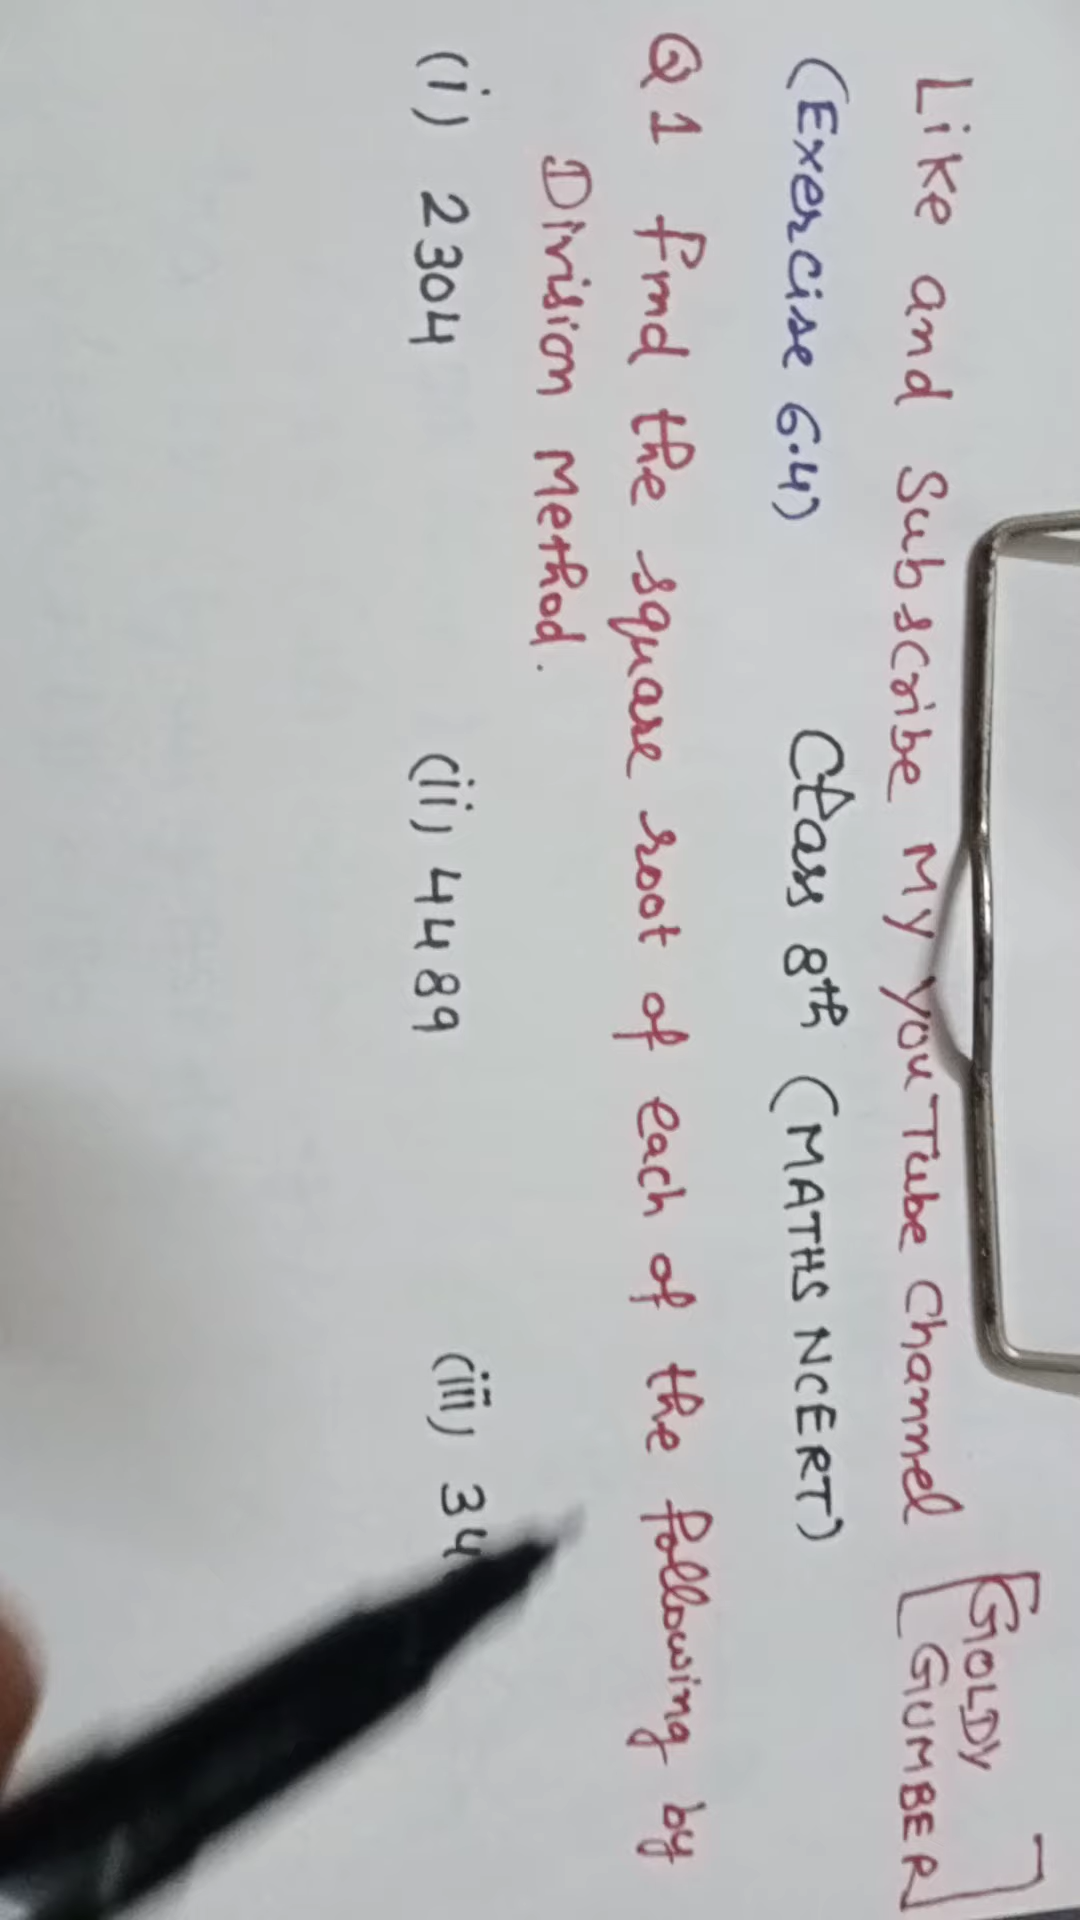 Like and Subscribe My YouTube Channel [GOLDY GUMBER]
(Exercise 6.4) Class 8th (MATHS NCERT)
Q1 find the square root of each of the following by
Division Method.
(i) 2304 (ii) 4489 (iii) 34